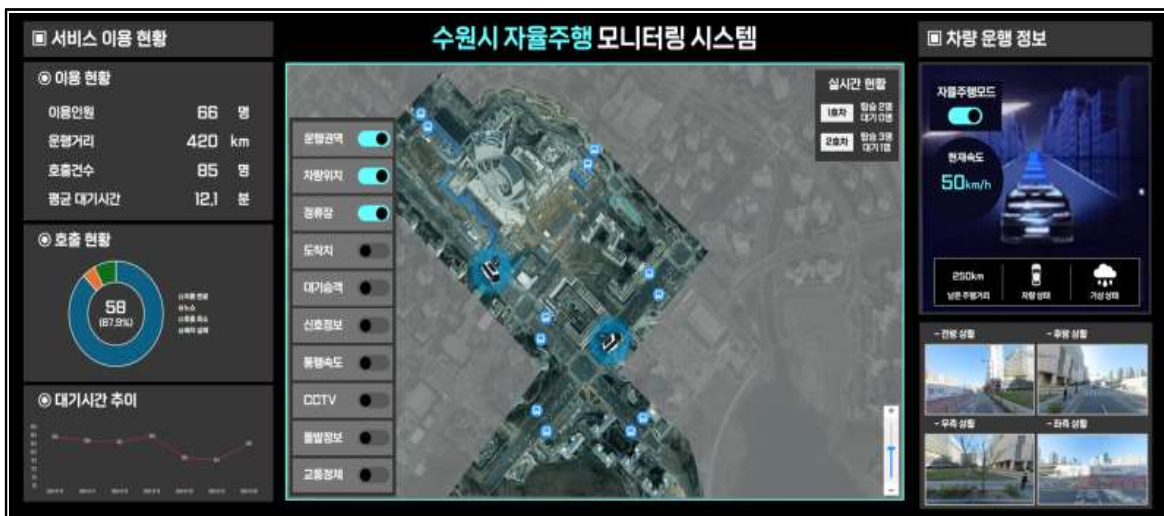 서비스 이용 현황
이용 현황
이용인원 66 명
운행거리 420 km
호출건수 85 명
평균 대기시간 12.1 분
호출 현황
58
(87.9%)
대기시간 추이
수원시 자율주행 모니터링 시스템
운행권역
차량위치
정류장
도착지
대기승객
신호정보
통행속도
CCTV
돌발정보
교통정체
실시간 현황
1호차 탑승 2명
대기 0명
2호차 탑승 3명
대기 1명
+
-
차량 운행 정보
자율주행모드
현재속도
50km/h
250km
남은 주행거리
차량 상태
기상 상태
- 전방 상황
- 후방 상황
- 우측 상황
- 좌측 상황